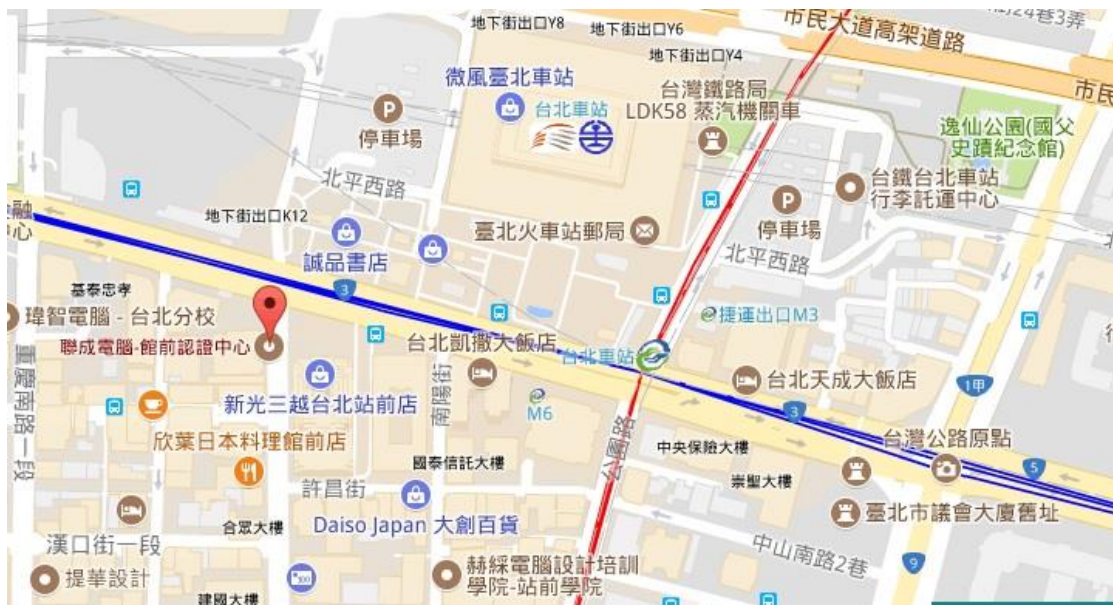 地下街出口Y8
地下街出口Y6
地下街出口Y4
市民大道高架道路
微風臺北車站
台北車站
台灣鐵路局
LDK58 蒸汽機關車
停車場
逸仙公園(國父
史蹟紀念館)
台鐵台北車站
行李託運中心
北平西路
地下街出口K12
臺北火車站郵局
停車場
北平西路
誠品書店
3
基泰忠孝
瑋智電腦 - 台北分校
聯成電腦-館前認證中心
捷運出口M3
台北凱撒大飯店
台北車站
台北天成大飯店
1甲
新光三越台北站前店
南陽街
M6
3
重慶南路一段
欣葉日本料理館前店
公園路
中央保險大樓
台灣公路原點
國泰信託大樓
崇聖大樓
5
許昌街
Daiso Japan 大創百貨
臺北市議會大廈舊址
合眾大樓
漢口街一段
中山南路2巷
9
提華設計
赫綵電腦設計培訓
學院-站前學院
建國大樓